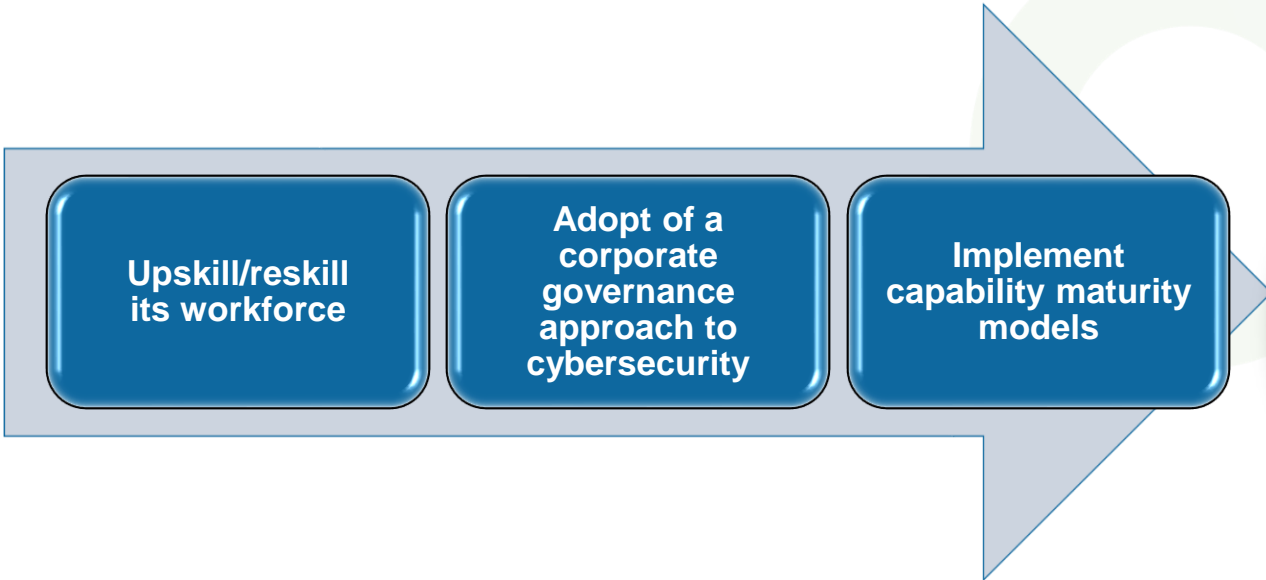 Upskill/reskill
its workforce
Adopt of a
corporate
governance
approach to
cybersecurity
Implement
capability maturity
models